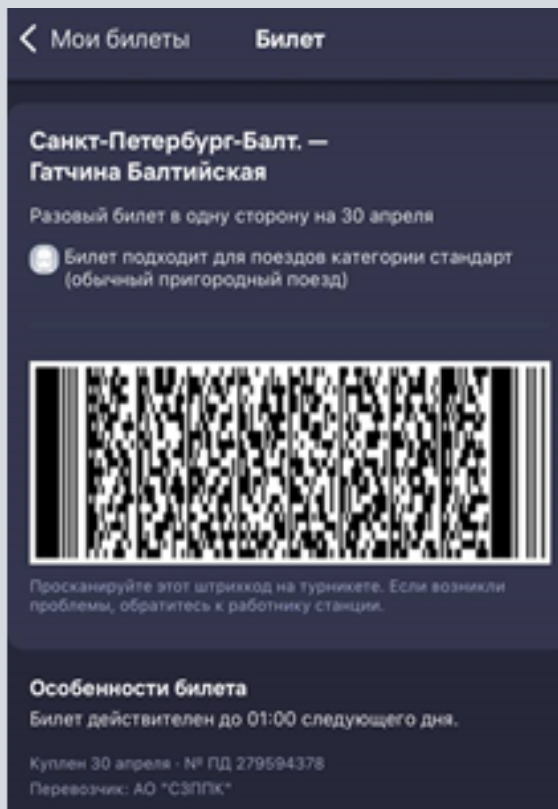 Мои билеты Билет
Санкт-Петербург-Балт. —
Гатчина Балтийская
Разовый билет в одну сторону на 30 апреля
Билет подходит для поездов категории стандарт
(обычный пригородный поезд)
Просканируйте этот штрихкод на турникете. Если возникли
проблемы, обратитесь к работнику станции.
Особенности билета
Билет действителен до 01:00 следующего дня.
Куплен 30 апреля · № ПД 279594378
Перевозчик: АО "СЗППК"